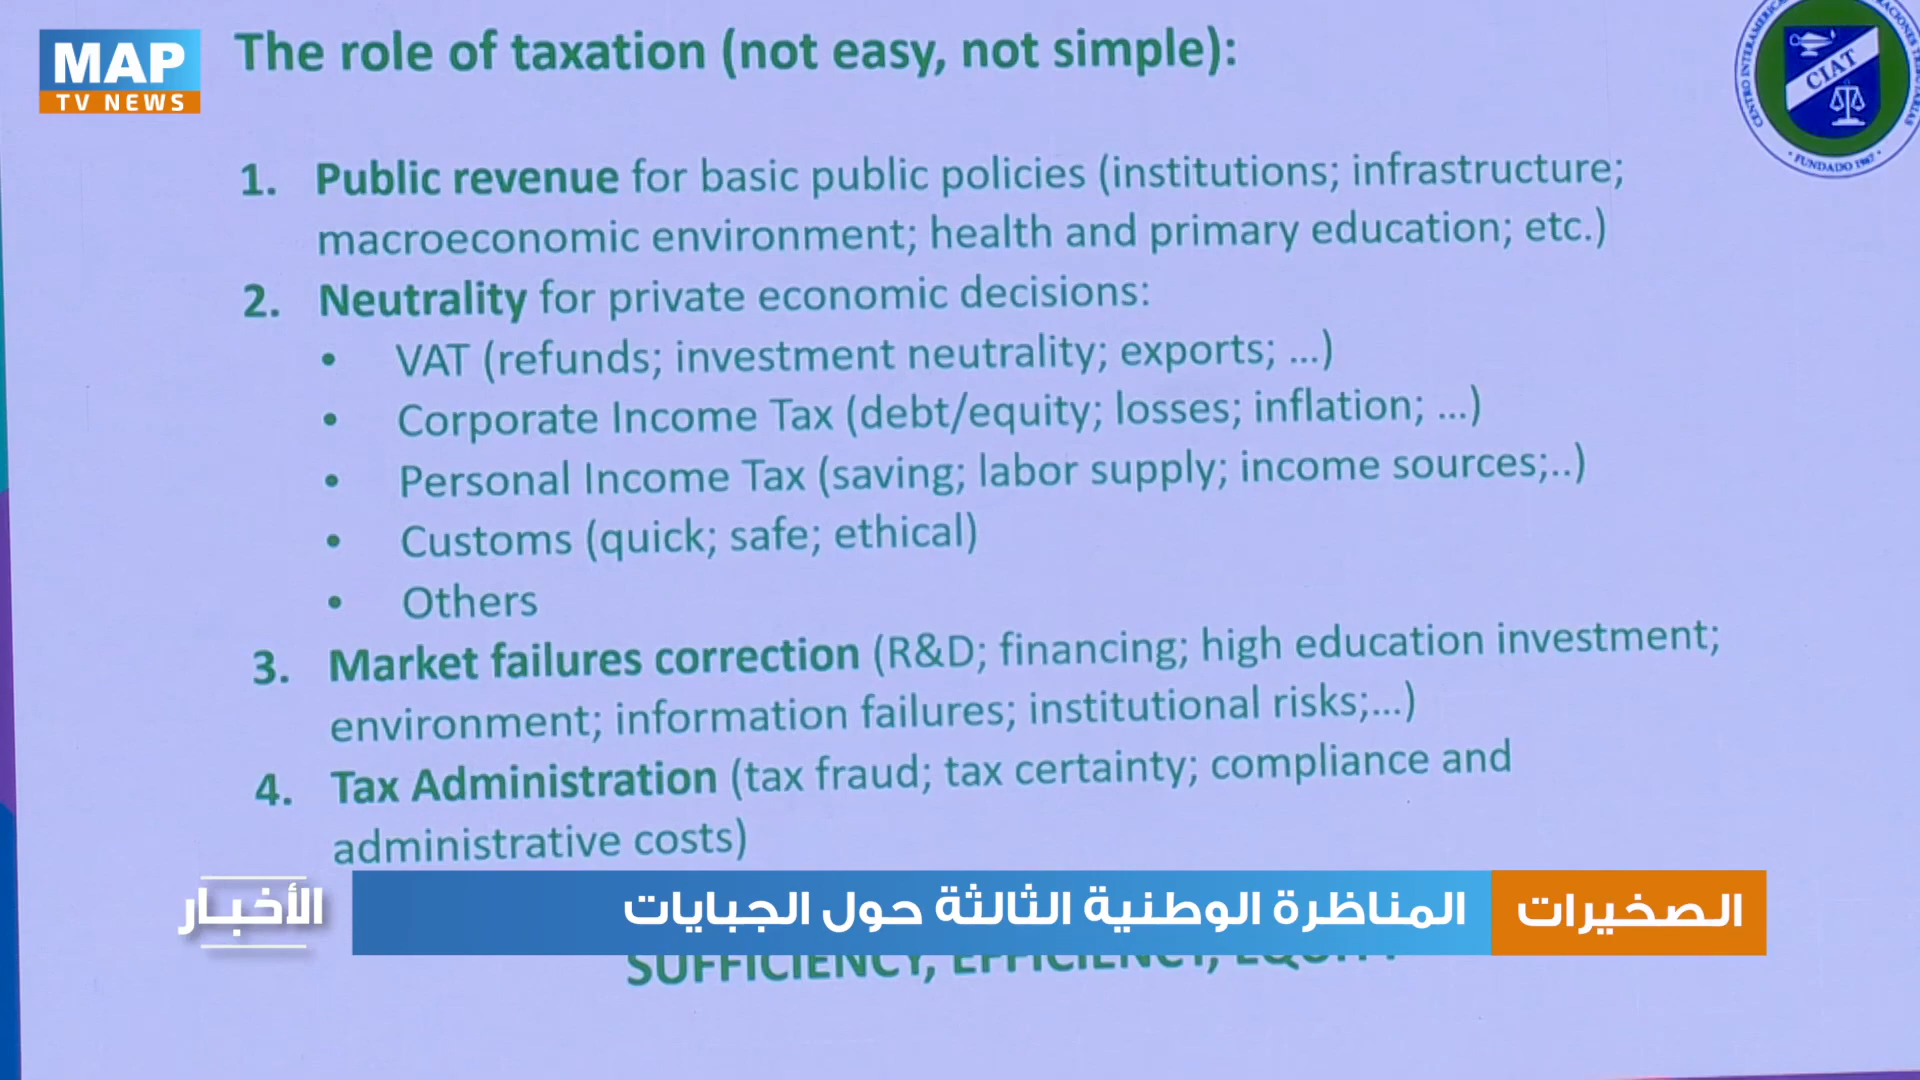 MAP
TV NEWS
The role of taxation (not easy, not simple):
CIAT
FUNDADO 1967
1. Public revenue for basic public policies (institutions; infrastructure;
macroeconomic environment; health and primary education; etc.)
2. Neutrality for private economic decisions:
• VAT (refunds; investment neutrality; exports; ...)
• Corporate Income Tax (debt/equity; losses; inflation; ...)
• Personal Income Tax (saving; labor supply; income sources;..)
• Customs (quick; safe; ethical)
• Others
3. Market failures correction (R&D; financing; high education investment;
environment; information failures; institutional risks;...)
4. Tax Administration (tax fraud; tax certainty; compliance and
administrative costs)
الصخيرات
المناظرة الوطنية الثالثة حول الجبايات
الأخبار
SUFFICIENCY, EFFICIENCY, EQUITY